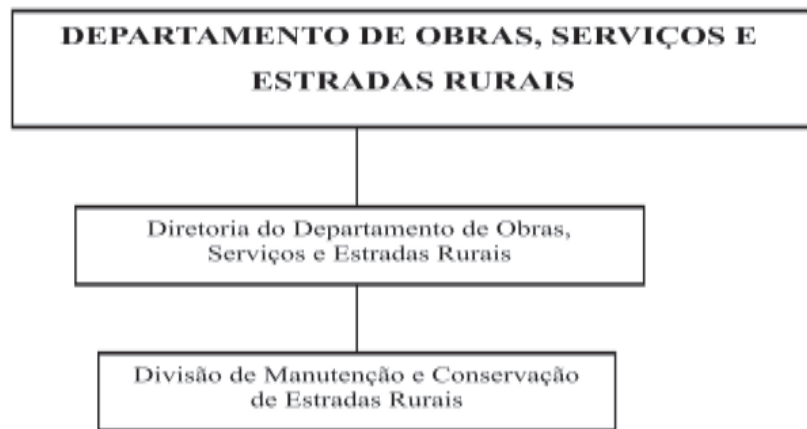 DEPARTAMENTO DE OBRAS, SERVIÇOS E
ESTRADAS RURAIS
Diretoria do Departamento de Obras,
Serviços e Estradas Rurais
Divisão de Manutenção e Conservação
de Estradas Rurais